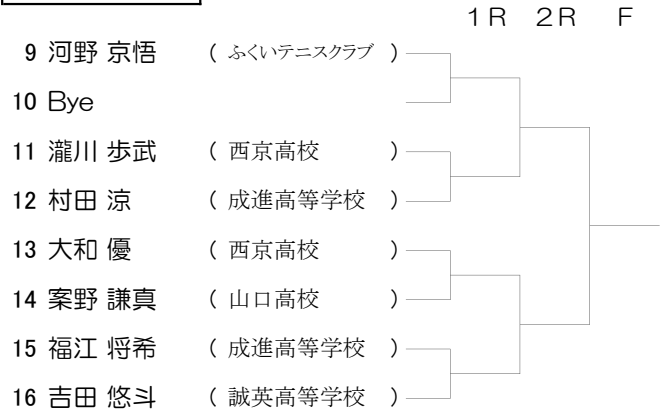 1R 2R F
9 河野 京悟 ( ふくいテニスクラブ )
10 Bye
11 瀧川 歩武 ( 西京高校 )
12 村田 涼 ( 成進高等学校 )
13 大和 優 ( 西京高校 )
14 案野 謙真 ( 山口高校 )
15 福江 将希 ( 成進高等学校 )
16 吉田 悠斗 ( 誠英高等学校 )